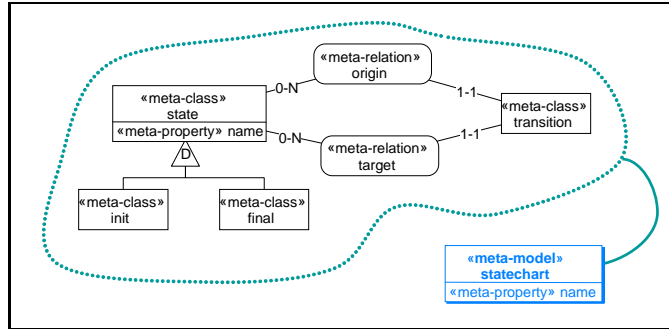 «meta-relation»
origin
0-N
1-1
«meta-class»
state
«meta-property» name
«meta-class»
transition
0-N
1-1
«meta-relation»
target
D
«meta-class»
init
«meta-class»
final
«meta-model»
statechart
«meta-property» name